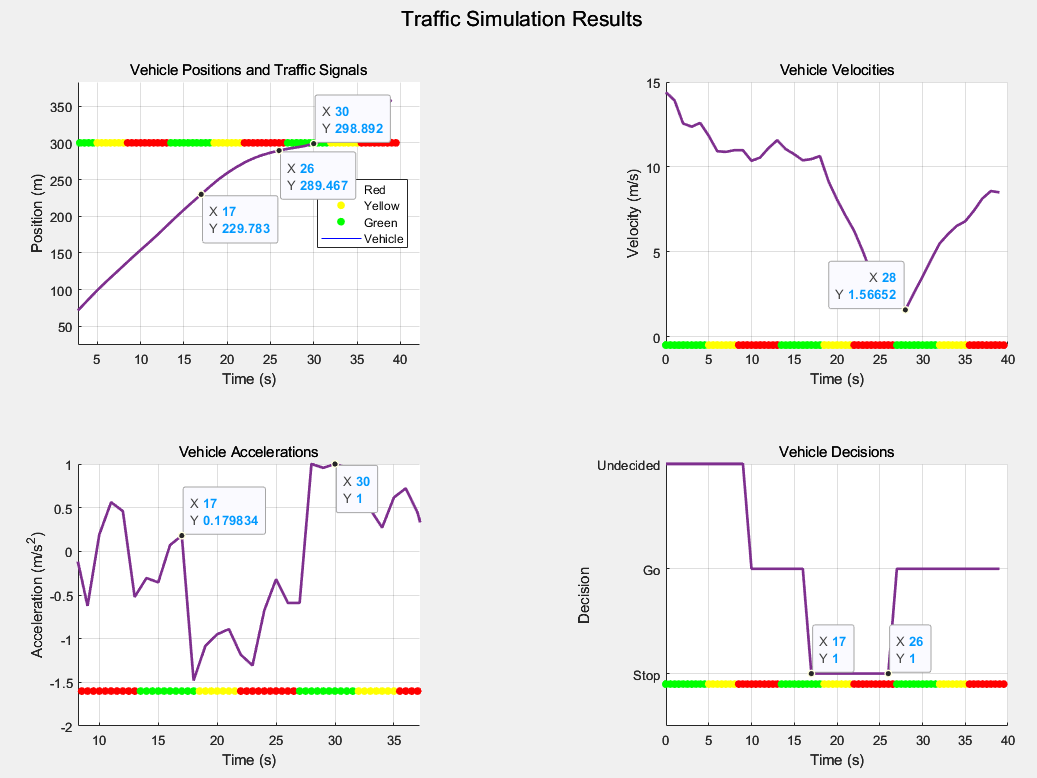 Traffic Simulation Results
Vehicle Positions and Traffic Signals
Position (m)
350
300
250
200
150
100
50
X 30
Y 298.892
X 26
Y 289.467
X 17
Y 229.783
Red
Yellow
Green
Vehicle
5 10 15 20 25 30 35 40
Time (s)
Vehicle Velocities
Velocity (m/s)
15
10
5
0
X 28
Y 1.56652
0 5 10 15 20 25 30 35 40
Time (s)
Vehicle Accelerations
Acceleration (m/s²)
1
0.5
0
-0.5
-1
-1.5
-2
X 17
Y 0.179834
X 30
Y 1
10 15 20 25 30 35
Time (s)
Vehicle Decisions
Decision
Undecided
Go
Stop
X 17
Y 1
X 26
Y 1
0 5 10 15 20 25 30 35 40
Time (s)